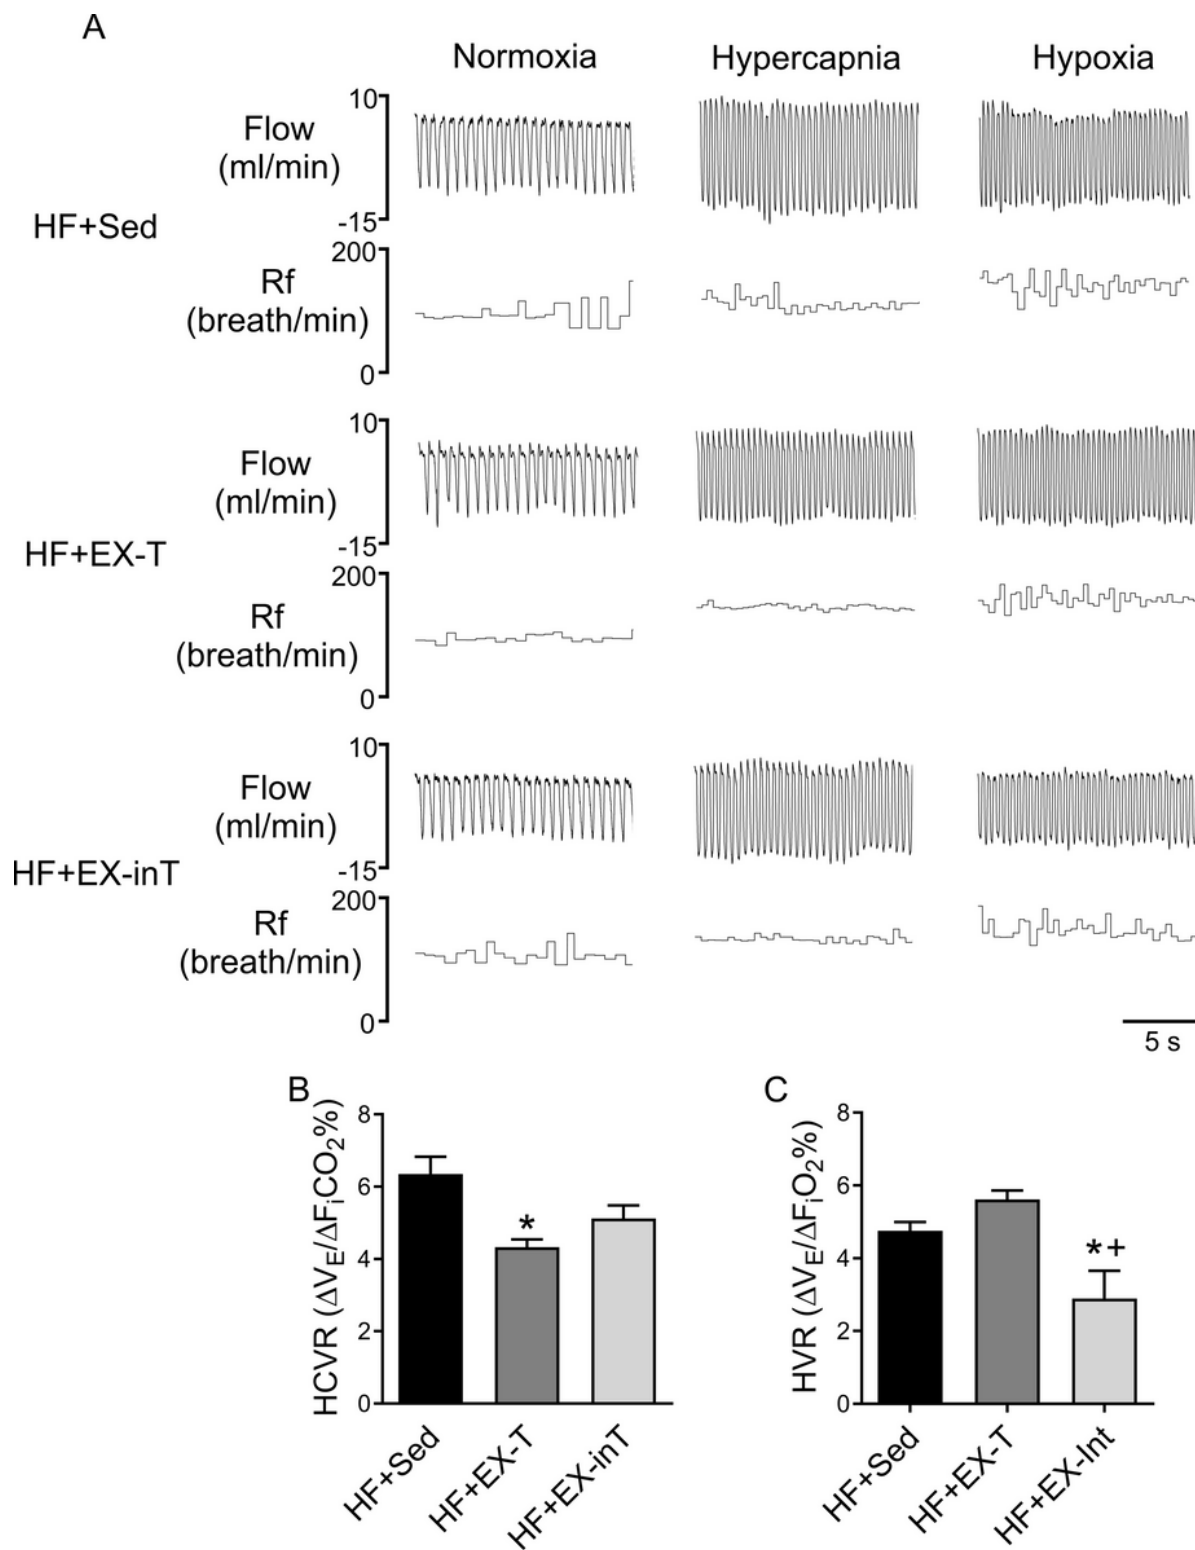 A
Normoxia
Hypercapnia
Hypoxia
HF+Sed
Flow
(ml/min)
10
-15
Rf
(breath/min)
200
0
HF+EX-T
Flow
(ml/min)
10
-15
Rf
(breath/min)
200
0
HF+EX-inT
Flow
(ml/min)
10
-15
Rf
(breath/min)
200
0
5 s
B
HCVR (ΔV_E/ΔF_iCO_2%)
8
6
4
2
0
*
HF+Sed
HF+EX-T
HF+EX-inT
C
HVR (ΔV_E/ΔF_iO_2%)
8
6
4
2
0
*+
HF+Sed
HF+EX-T
HF+EX-Int